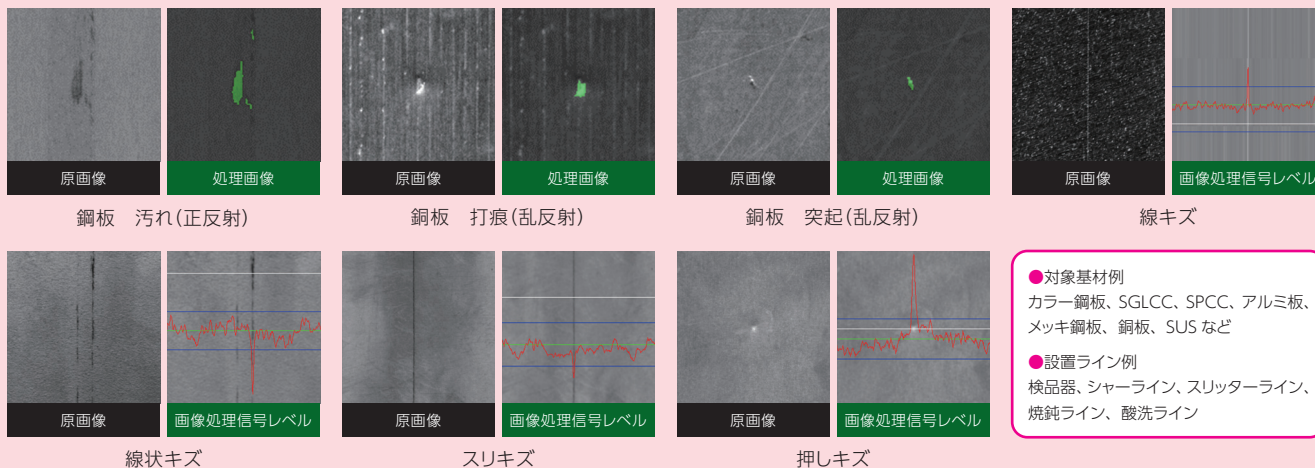 原画像 処理画像 原画像 処理画像 原画像 処理画像 原画像 画像処理信号レベル
鋼板　汚れ(正反射) 銅板　打痕(乱反射) 銅板　突起(乱反射) 線キズ
原画像 画像処理信号レベル 原画像 画像処理信号レベル 原画像 画像処理信号レベル
線状キズ スリキズ 押しキズ
●対象基材例
カラー鋼板、SGLCC、SPCC、アルミ板、
メッキ鋼板、銅板、SUS など
●設置ライン例
検品器、シャーライン、スリッターライン、
焼鈍ライン、酸洗ライン